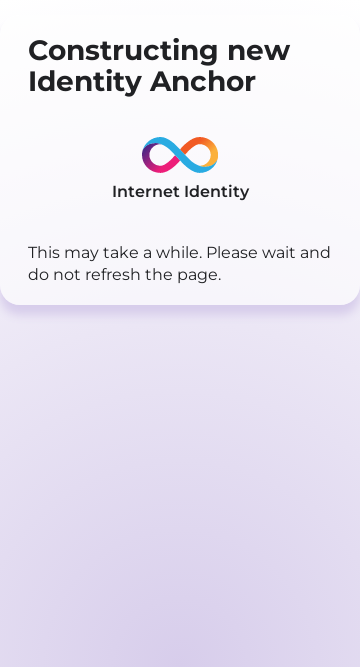 Constructing new
Identity Anchor
Internet Identity
This may take a while. Please wait and
do not refresh the page.